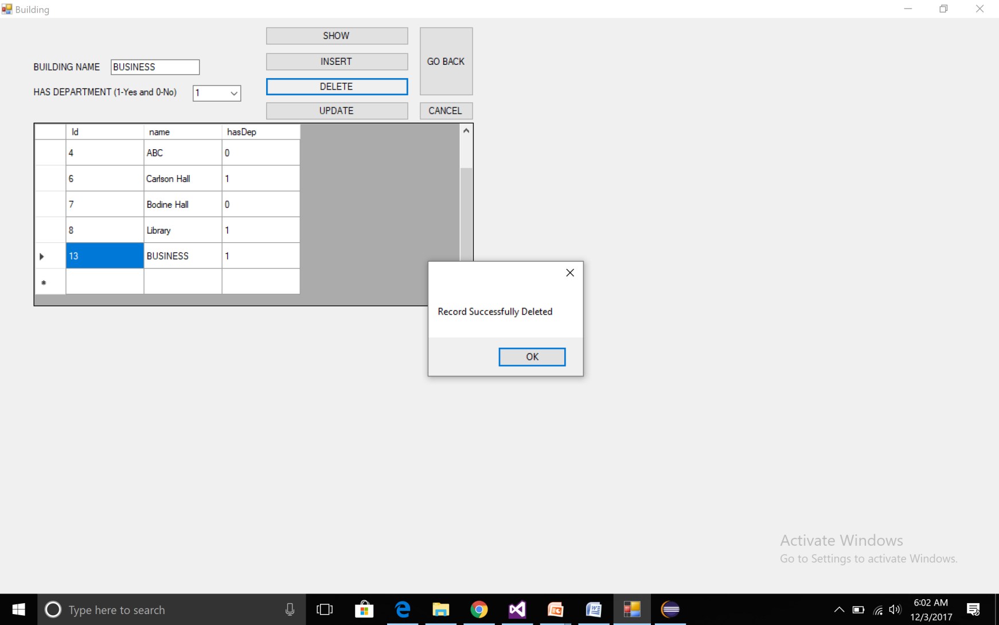 Building
SHOW
INSERT
DELETE
UPDATE
GO BACK
CANCEL
BUILDING NAME BUSINESS
HAS DEPARTMENT (1-Yes and 0-No) 1
Id name hasDep
4 ABC 0
6 Carlson Hall 1
7 Bodine Hall 0
8 Library 1
13 BUSINESS 1
Record Successfully Deleted
OK
Activate Windows
Go to Settings to activate Windows.
Type here to search
6:02 AM
12/3/2017